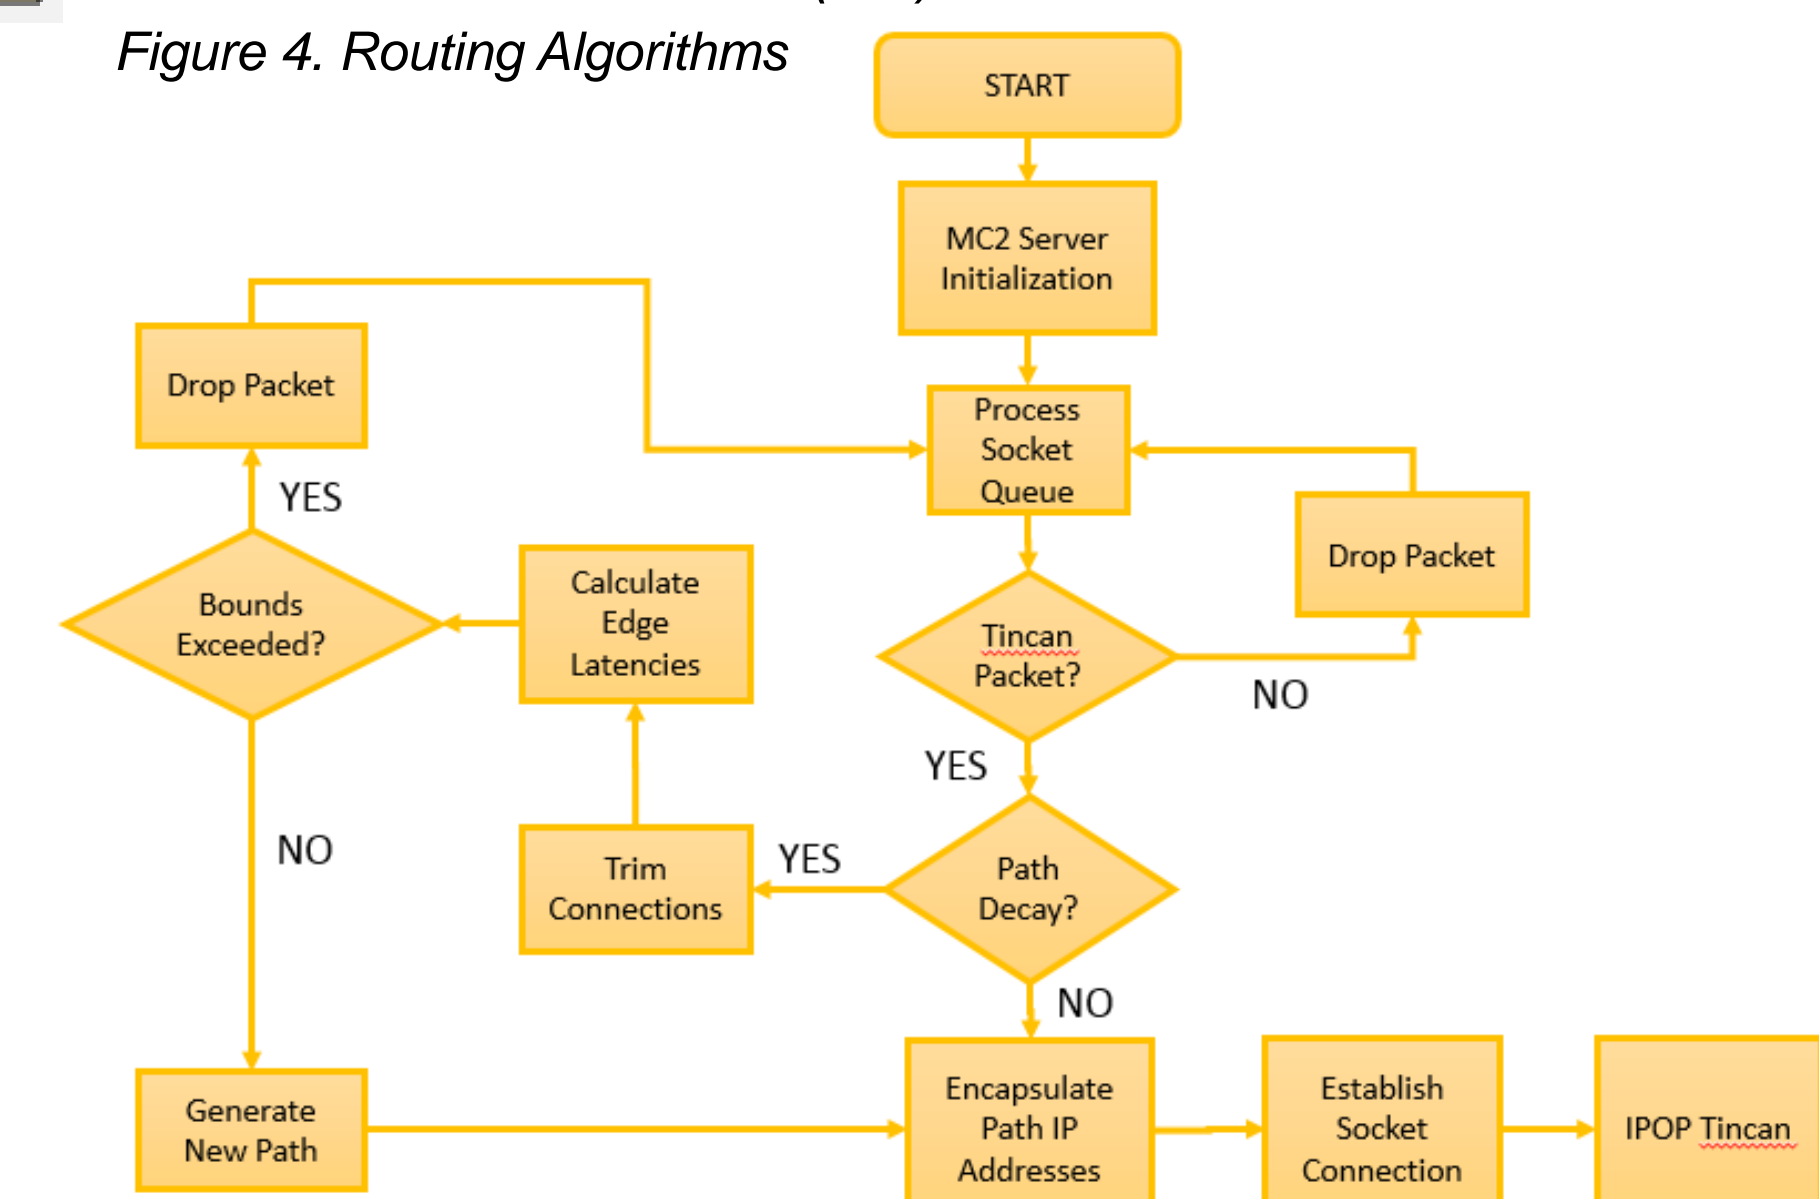 Figure 4. Routing Algorithms
START
MC2 Server
Initialization
Drop Packet
Process
Socket
Queue
YES
Drop Packet
Bounds
Exceeded?
Calculate
Edge
Latencies
Tincan
Packet?
NO
YES
NO
Trim
Connections
YES
Path
Decay?
NO
Generate
New Path
Encapsulate
Path IP
Addresses
Establish
Socket
Connection
IPOP Tincan